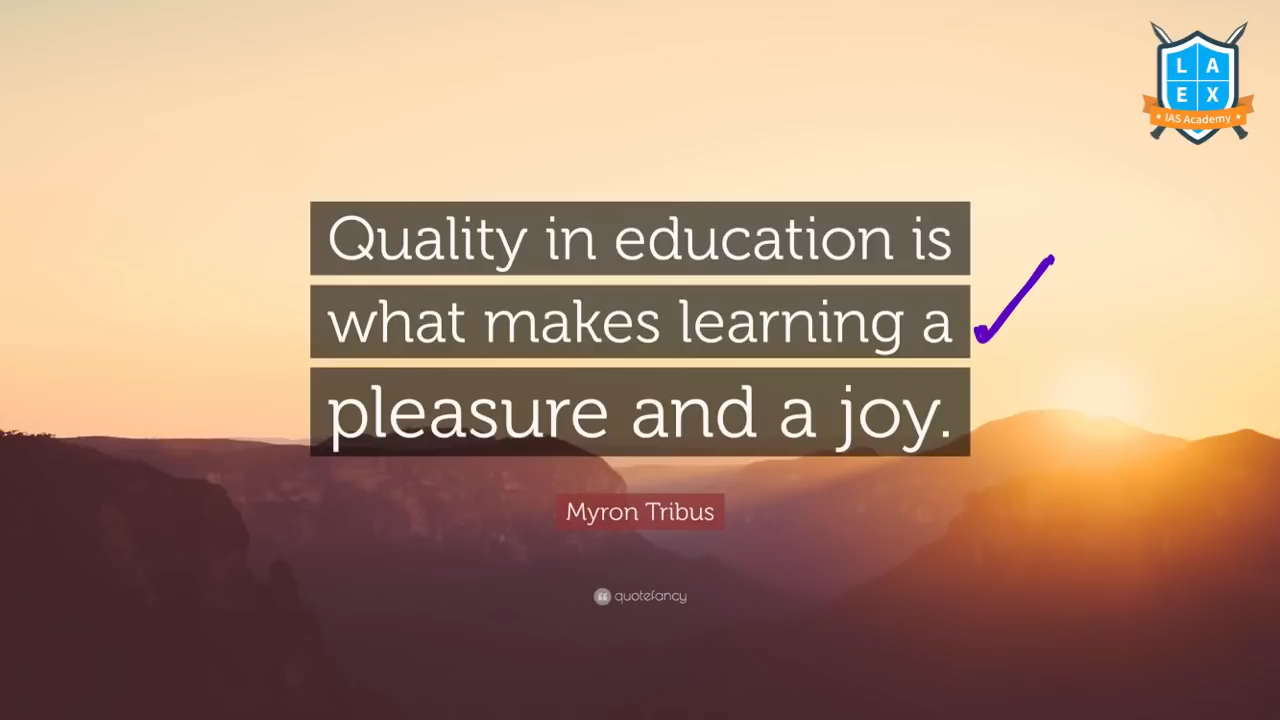 L A
E X
IAS Academy
Quality in education is
what makes learning a
pleasure and a joy.
Myron Tribus
quotefancy